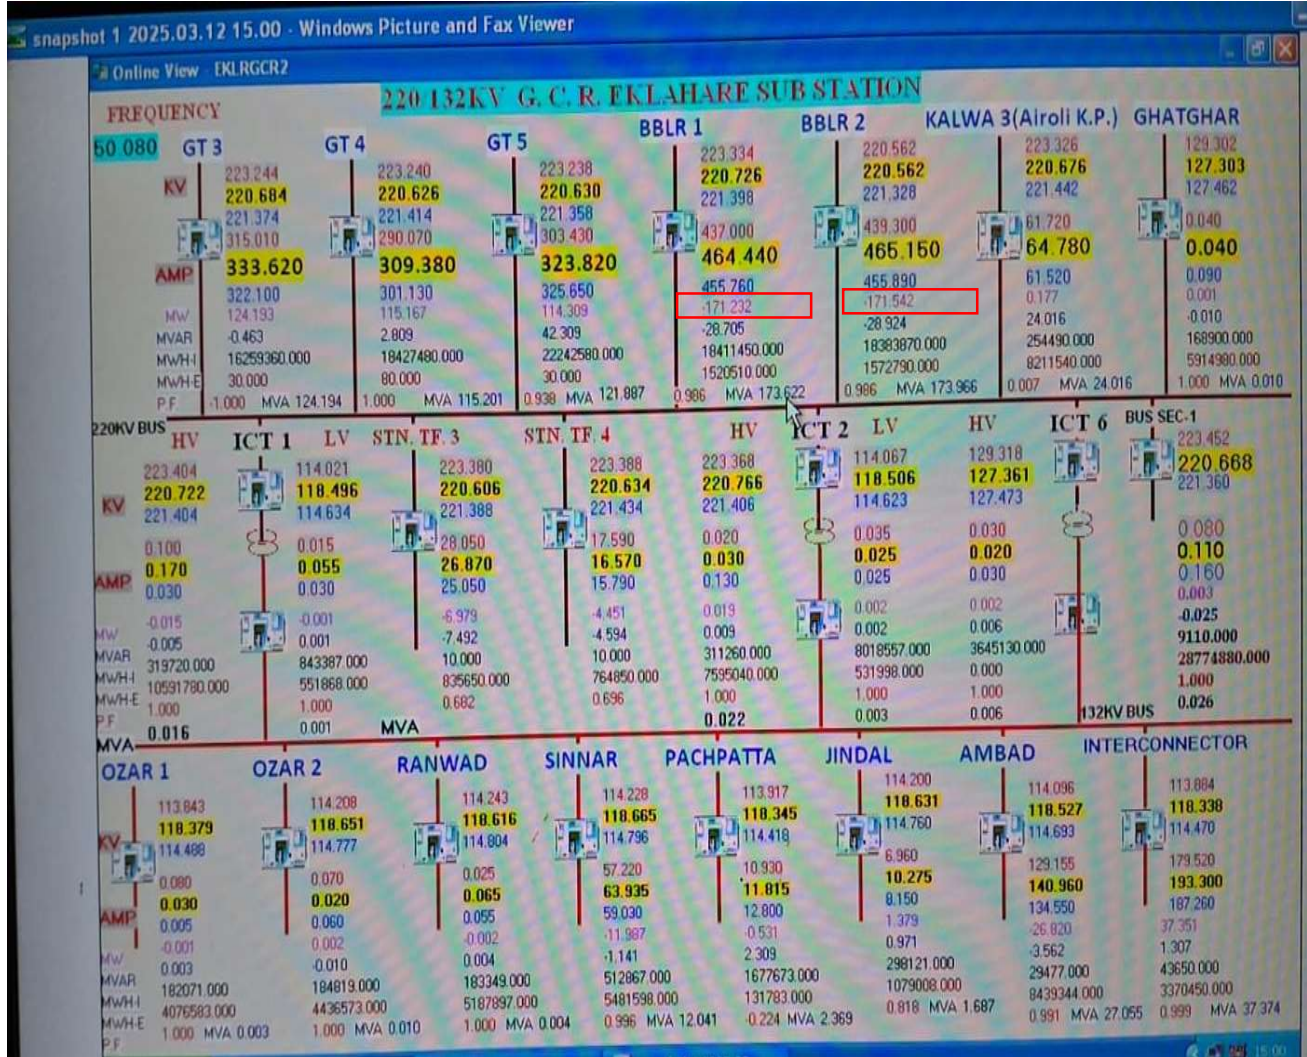 snapshot 1 2025.03.12 15.00 - Windows Picture and Fax Viewer
Online View - EKLRGCR2
220/132KV G. C. R. EKLAHARE SUB STATION
FREQUENCY
50.080
GT 3 GT 4 GT 5 BBLR 1 BBLR 2 KALWA 3(Airoli K.P.) GHATGHAR
223.244 223.240 223.238 223.334 220.562 223.326 129.302
KV 220.684 220.626 220.630 220.726 220.562 220.676 127.303
221.374 221.414 221.358 221.398 221.328 221.442 127.462
315.010 290.070 303.430 437.000 439.300 61.720 0.040
AMP 333.620 309.380 323.820 464.440 465.150 64.780 0.040
322.100 301.130 325.650 455.760 455.890 61.520 0.090
MW 124.193 115.167 114.309 -171.232 -171.542 0.177 0.001
MVAR -0.463 2.809 42.309 -28.705 -28.924 24.016 -0.010
MWH-I 16259360.000 18427480.000 22242580.000 18411450.000 18383870.000 254490.000 168900.000
MWH-E 30.000 80.000 30.000 1520510.000 1572790.000 8211540.000 5914980.000
P.F -1.000 MVA 124.194 1.000 MVA 115.201 0.938 MVA 121.887 0.986 MVA 173.622 0.986 MVA 173.966 0.007 MVA 24.016 1.000 MVA 0.010
220KV BUS
HV ICT 1 LV STN. TF. 3 STN. TF. 4 HV ICT 2 LV HV ICT 6 BUS SEC-1
223.404 114.021 223.380 223.388 223.368 114.067 129.318 223.452
KV 220.722 118.496 220.606 220.634 220.766 118.506 127.361 220.668
221.404 114.634 221.388 221.434 221.406 114.623 127.473 221.360
0.100 0.015 28.050 17.590 0.020 0.035 0.030 0.080
AMP 0.170 0.055 26.870 16.570 0.030 0.025 0.020 0.110
0.030 0.030 25.050 15.790 0.130 0.025 0.030 0.160
MW -0.015 -0.001 -6.979 -4.451 0.019 0.002 0.002 0.003
MVAR -0.005 0.001 -7.492 -4.594 0.009 0.002 0.006 -0.025
MWH-I 319720.000 843387.000 10.000 10.000 311260.000 8018557.000 3645130.000 9110.000
MWH-E 10591780.000 551868.000 835650.000 764850.000 7595040.000 531998.000 0.000 28774880.000
P.F 1.000 1.000 0.682 0.696 1.000 1.000 1.000 1.000
MVA 0.016 0.001 MVA 0.022 0.003 0.006 132KV BUS 0.026
OZAR 1 OZAR 2 RANWAD SINNAR PACHPATTA JINDAL AMBAD INTERCONNECTOR
113.843 114.208 114.243 114.228 113.917 114.200 114.096 113.884
KV 118.379 118.651 118.616 118.665 118.345 118.631 118.527 118.338
114.488 114.777 114.804 114.796 114.418 114.760 114.693 114.470
0.080 0.070 0.025 57.220 10.930 6.960 129.155 179.520
AMP 0.030 0.020 0.065 63.935 11.815 10.275 140.960 193.300
0.005 0.060 0.055 59.030 12.800 8.150 134.550 187.260
MW -0.001 0.002 -0.002 -11.987 -0.531 1.379 -26.820 37.351
MVAR 0.003 -0.010 0.004 -1.141 2.309 0.971 -3.562 1.307
MWH-I 182071.000 184819.000 183349.000 512867.000 1677673.000 298121.000 29477.000 43650.000
MWH-E 4076583.000 4436573.000 5187897.000 5481598.000 131783.000 1079008.000 8439344.000 3370450.000
P.F 1.000 MVA 0.003 1.000 MVA 0.010 1.000 MVA 0.004 0.996 MVA 12.041 -0.224 MVA 2.369 0.818 MVA 1.687 0.991 MVA 27.055 0.999 MVA 37.374
15:00